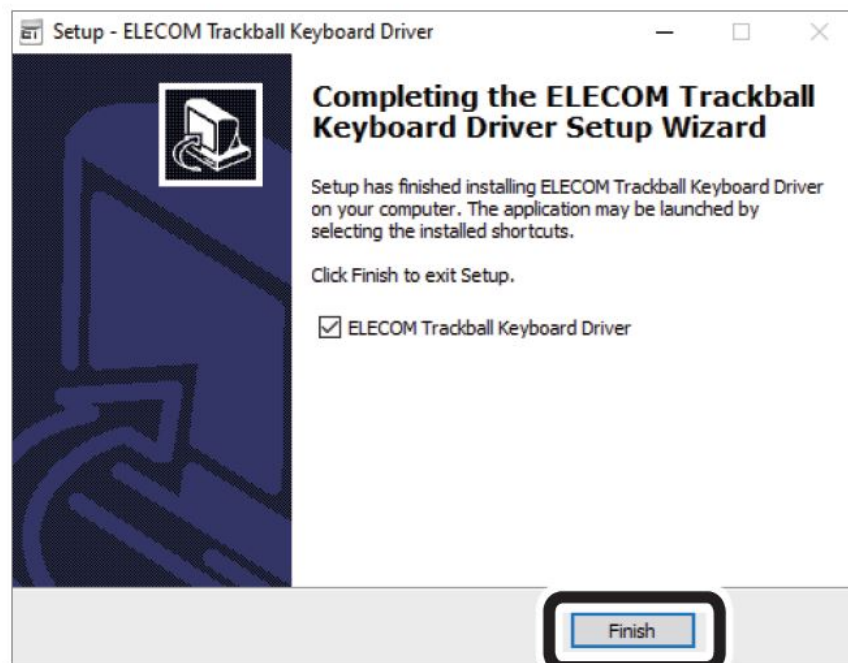 Setup - ELECOM Trackball Keyboard Driver
Completing the ELECOM Trackball
Keyboard Driver Setup Wizard
Setup has finished installing ELECOM Trackball Keyboard Driver
on your computer. The application may be launched by
selecting the installed shortcuts.
Click Finish to exit Setup.
ELECOM Trackball Keyboard Driver
Finish